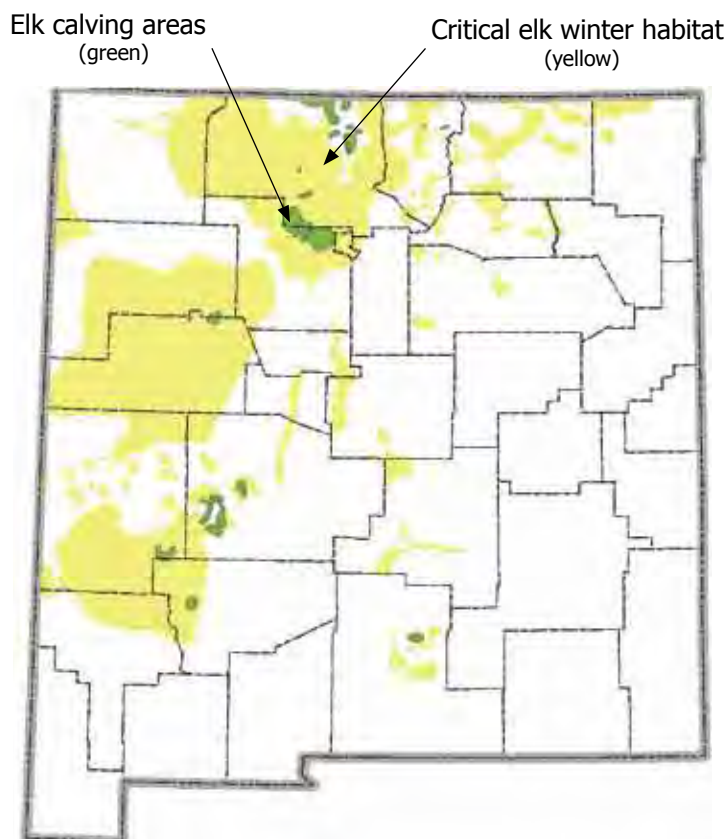 Elk calving areas
(green)
Critical elk winter habitat
(yellow)